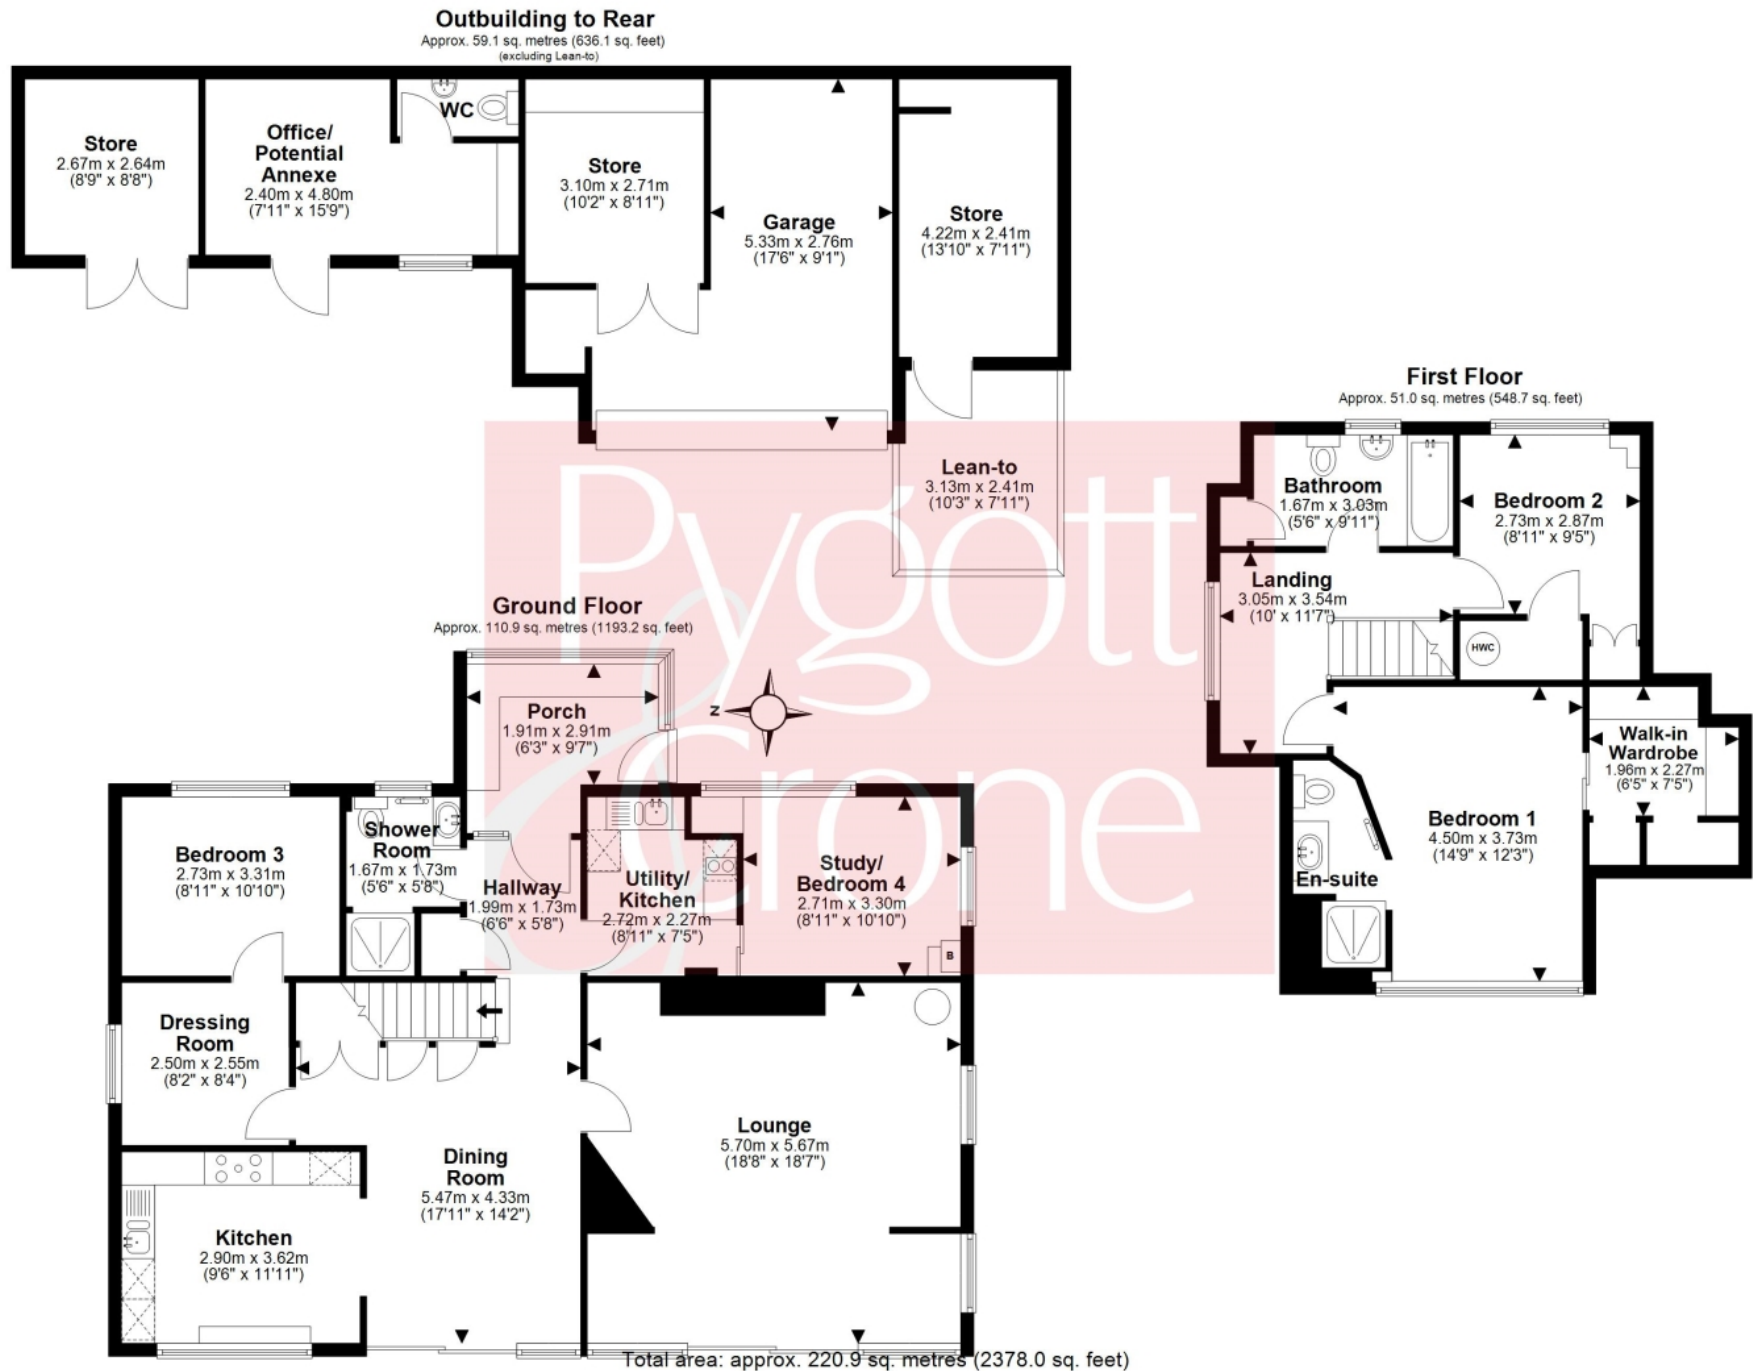 Outbuilding to Rear
Approx. 59.1 sq. metres (636.1 sq. feet)
(excluding Lean-to)
Store
2.67m x 2.64m
(8'9" x 8'8")
Office/
Potential
Annexe
2.40m x 4.80m
(7'11" x 15'9")
WC
Store
3.10m x 2.71m
(10'2" x 8'11")
Garage
5.33m x 2.76m
(17'6" x 9'1")
Store
4.22m x 2.41m
(13'10" x 7'11")
Lean-to
3.13m x 2.41m
(10'3" x 7'11")
First Floor
Approx. 51.0 sq. metres (548.7 sq. feet)
Bathroom
1.67m x 3.03m
(5'6" x 9'11")
Bedroom 2
2.73m x 2.87m
(8'11" x 9'5")
Landing
3.05m x 3.54m
(10' x 11'7")
HWC
Walk-in
Wardrobe
1.96m x 2.27m
(6'5" x 7'5")
Bedroom 1
4.50m x 3.73m
(14'9" x 12'3")
En-suite
Pygott
&
Crone
Ground Floor
Approx. 110.9 sq. metres (1193.2 sq. feet)
Porch
1.91m x 2.91m
(6'3" x 9'7")
N
Bedroom 3
2.73m x 3.31m
(8'11" x 10'10")
Shower
Room
1.67m x 1.73m
(5'6" x 5'8")
Hallway
1.99m x 1.73m
(6'6" x 5'8")
Utility/
Kitchen
2.72m x 2.27m
(8'11" x 7'5")
Study/
Bedroom 4
2.71m x 3.30m
(8'11" x 10'10")
B
Dressing
Room
2.50m x 2.55m
(8'2" x 8'4")
Dining
Room
5.47m x 4.33m
(17'11" x 14'2")
Lounge
5.70m x 5.67m
(18'8" x 18'7")
Kitchen
2.90m x 3.62m
(9'6" x 11'11")
Total area: approx. 220.9 sq. metres (2378.0 sq. feet)